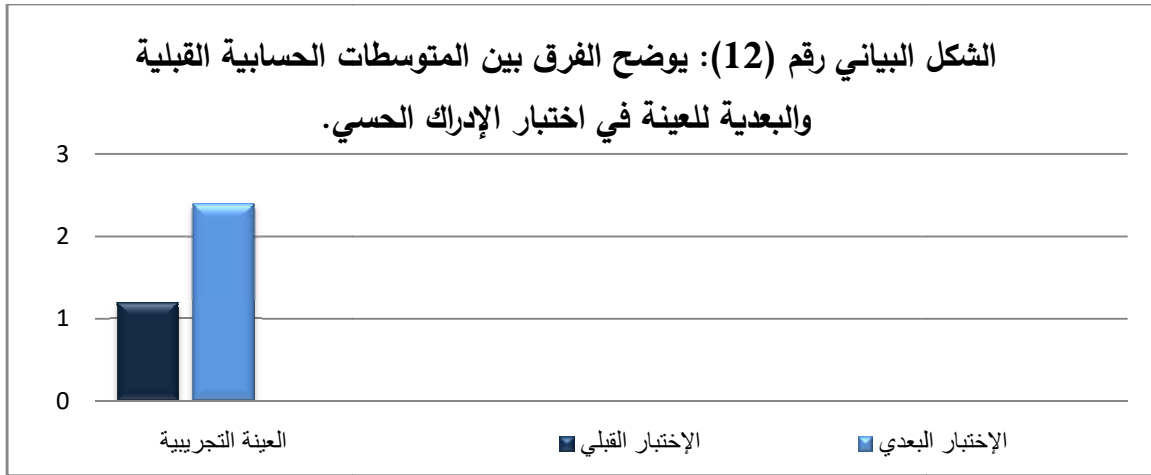 الشكل البياني رقم (12): يوضح الفرق بين المتوسطات الحسابية القبلية
والبعدية للعينة في اختبار الإدراك الحسي.
3
2
1
0
العينة التجريبية
الإختبار القبلي
الإختبار البعدي